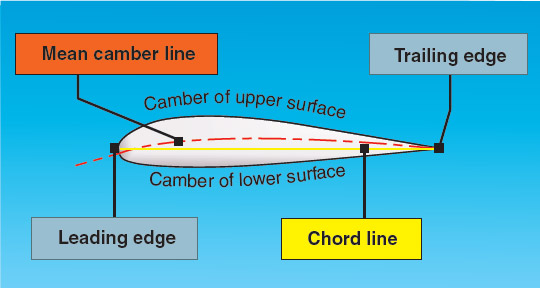 Mean camber line
Trailing edge
Camber of upper surface
Camber of lower surface
Leading edge
Chord line